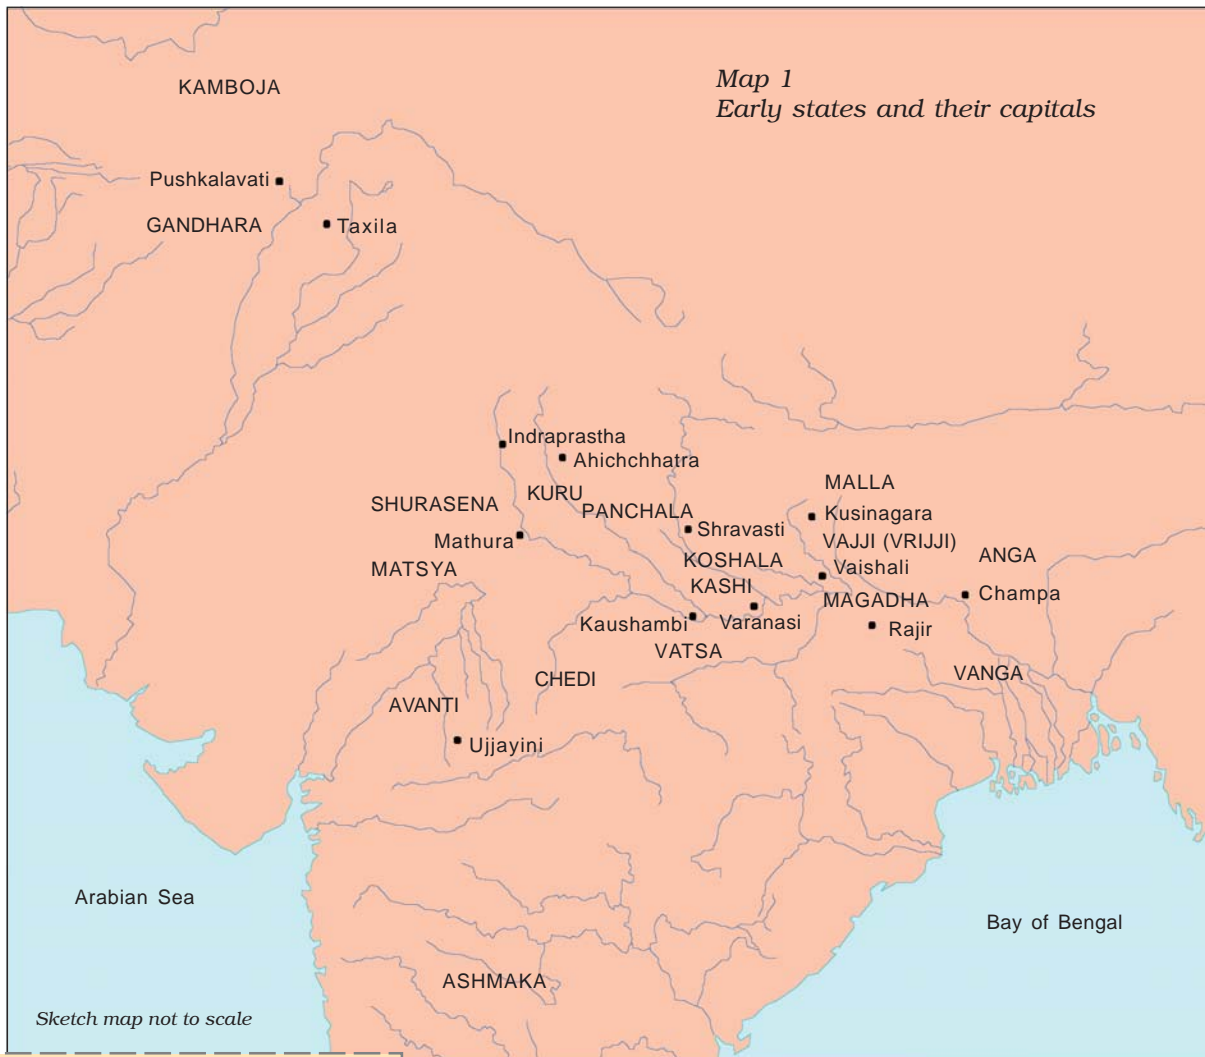 Map 1
Early states and their capitals
KAMBOJA
Pushkalavati
GANDHARA
Taxila
Indraprastha
Ahichchhatra
MALLA
SHURASENA
KURU
PANCHALA
Kusinagara
Mathura
Shravasti
VAJJI (VRIJJI)
MATSYA
KOSHALA
Vaishali
ANGA
KASHI
MAGADHA
Champa
Kaushambi
Varanasi
Rajir
VATSA
CHEDI
VANGA
AVANTI
Ujjayini
Arabian Sea
Bay of Bengal
ASHMAKA
Sketch map not to scale